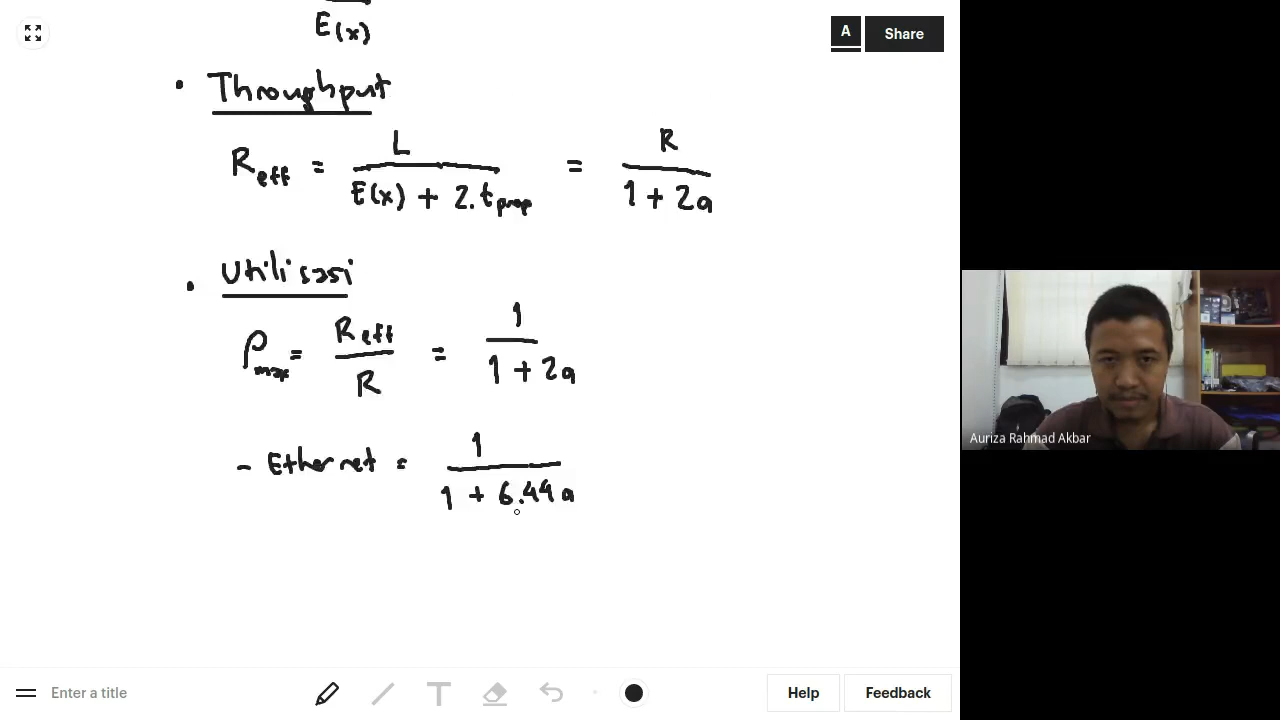 E(x)
A Share
• Throughput
R_eff = L / (E(x) + 2.t_prop) = R / (1 + 2a)
• Utilisasi
ρ_max = R_eff / R = 1 / (1 + 2a)
- Ethernet = 1 / (1 + 6.44a)
Auriza Rahmad Akbar
Enter a title T Help Feedback